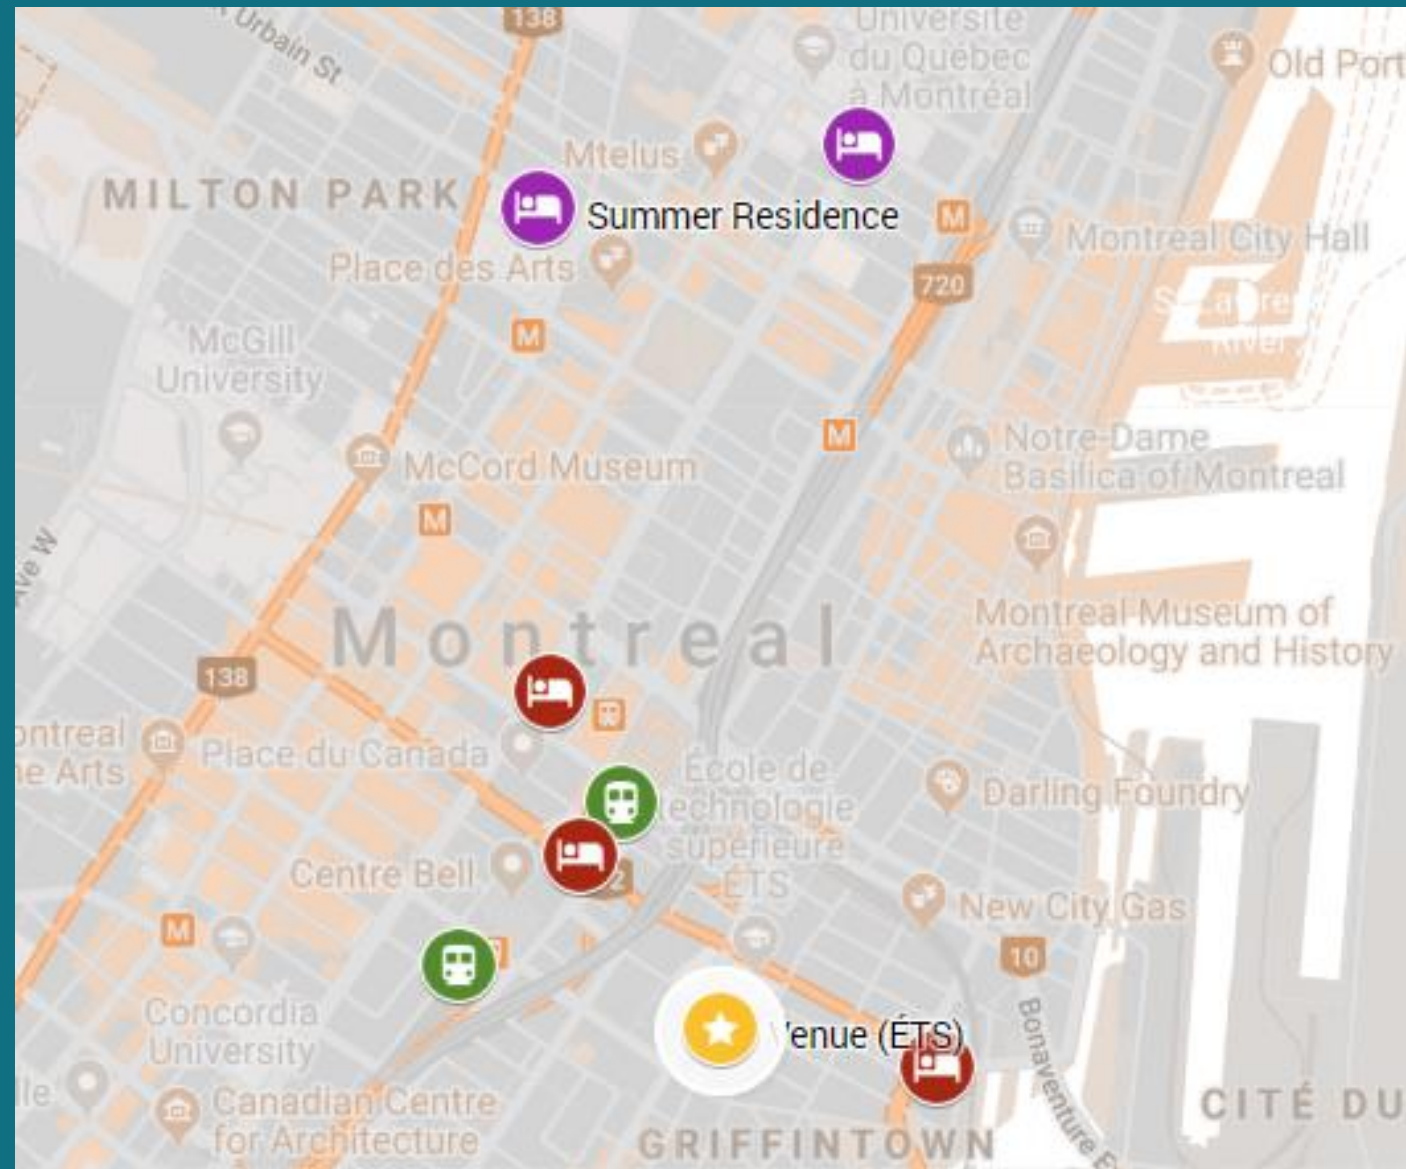 138
Urbain St
Université
du Québec
à Montréal
Old Port
Mtelus
MILTON PARK
Summer Residence
M
Montreal City Hall
Place des Arts
720
River
McGill
University
M
M
Notre-Dame
Basilica of Montreal
McCord Museum
M
Ave W
Montreal
Montreal Museum of
Archaeology and History
138
Place du Canada
École de
technologie
supérieure
ÉTS
Darling Foundry
Centre Bell
New City Gas
M
10
Concordia
University
Venue (ÉTS)
Bonaventure
Canadian Centre
for Architecture
GRIFFINTOWN
CITÉ DU